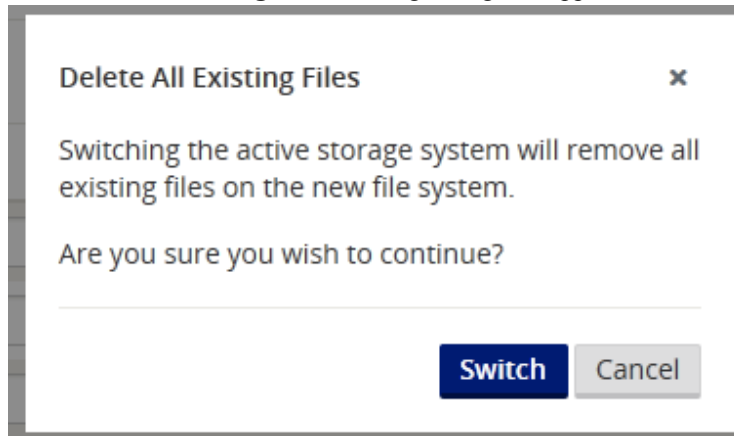 Delete All Existing Files
Switching the active storage system will remove all
existing files on the new file system.
Are you sure you wish to continue?
Switch Cancel